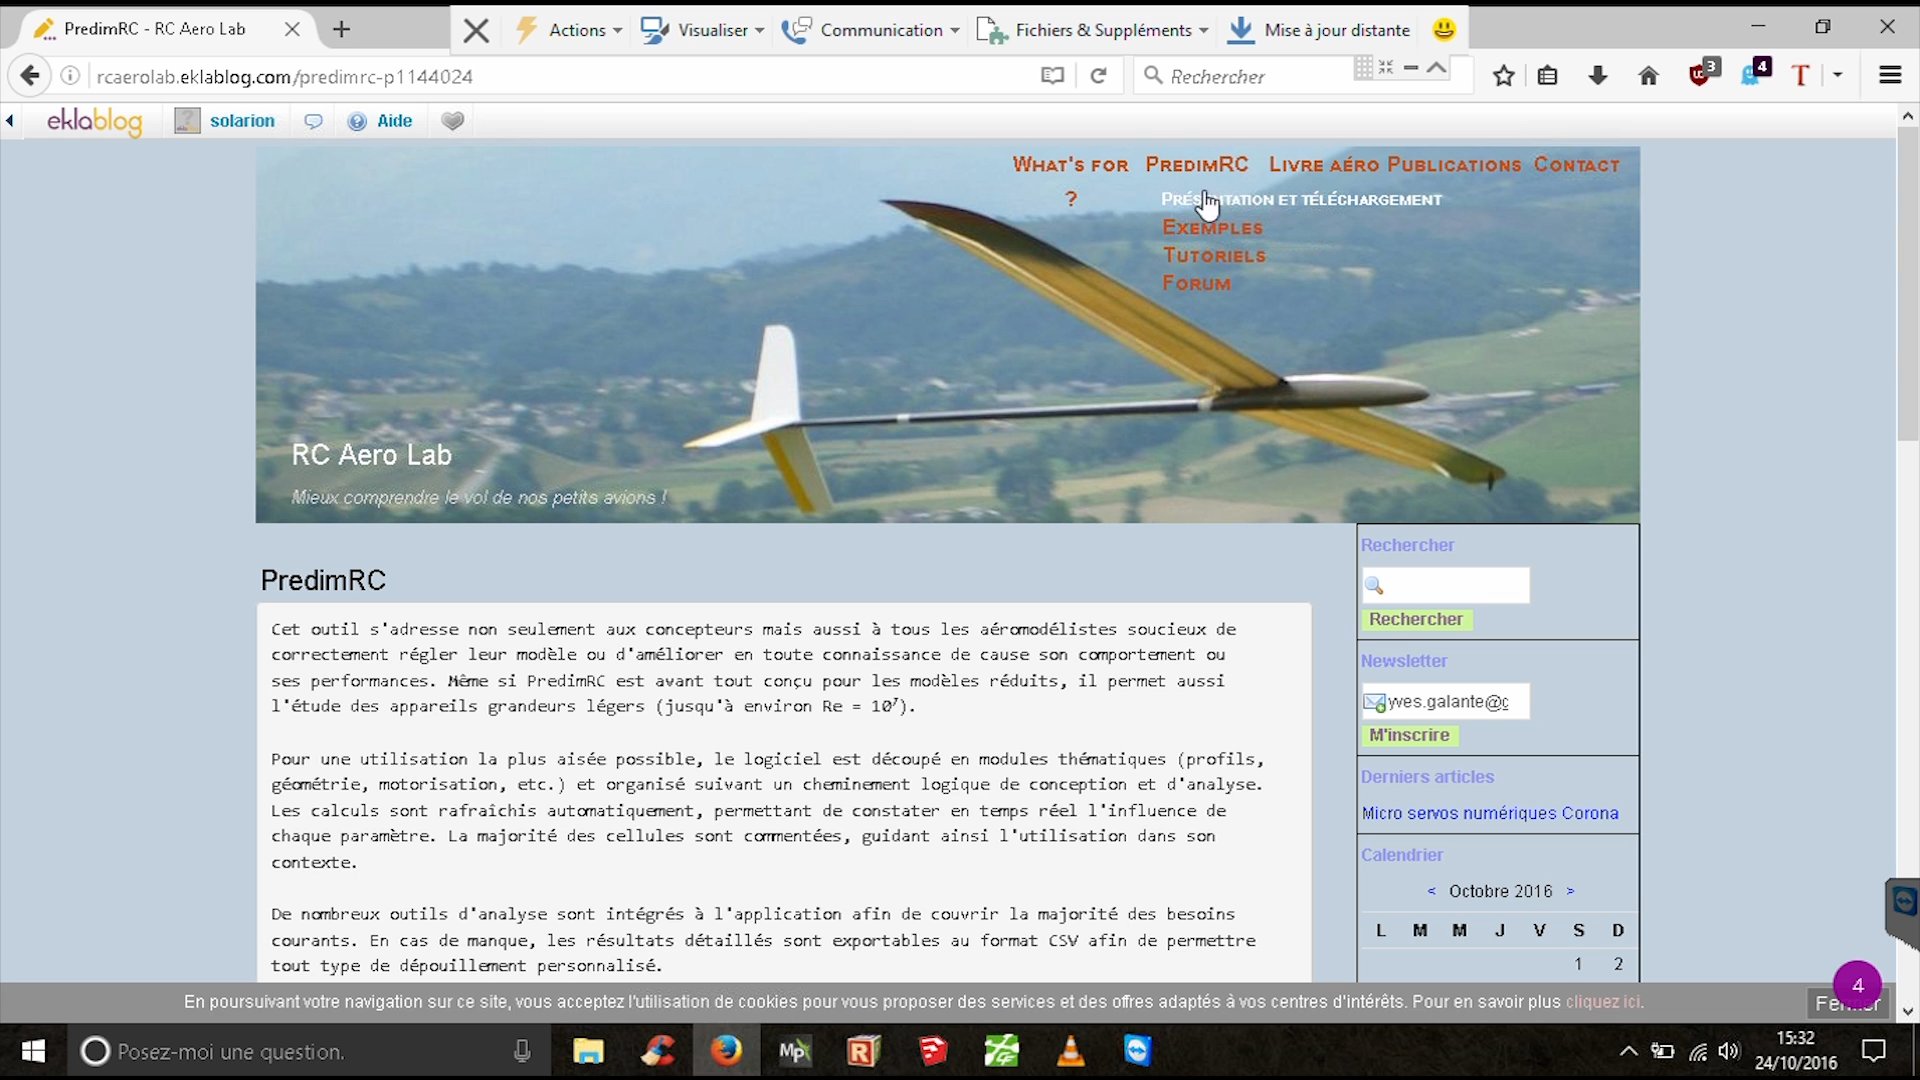 PredimRC - RC Aero Lab
Actions
Visualiser
Communication
Fichiers & Suppléments
Mise à jour distante
rcaerolab.eklablog.com/predimrc-p1144024
Rechercher
3
4
T
eklablog
solarion
Aide
What's for ?
PredimRC
Livre aéro
Publications
Contact
Exemples
et téléchargement
Tutoriels
Forum
RC Aero Lab
Mieux comprendre le vol de nos petits avions !
PredimRC
Cet outil s'adresse non seulement aux concepteurs mais aussi à tous les aéromodélistes soucieux de
correctement régler leur modèle ou d'améliorer en toute connaissance de cause son comportement ou
ses performances. Même si PredimRC est avant tout conçu pour les modèles réduits, il permet aussi
l'étude des appareils grandeurs légers (jusqu'à environ Re = 10⁷).
Pour une utilisation la plus aisée possible, le logiciel est découpé en modules thématiques (profils,
géométrie, motorisation, etc.) et organisé suivant un cheminement logique de conception et d'analyse.
Les calculs sont rafraîchis automatiquement, permettant de constater en temps réel l'influence de
chaque paramètre. La majorité des cellules sont commentées, guidant ainsi l'utilisation dans son
contexte.
De nombreux outils d'analyse sont intégrés à l'application afin de couvrir la majorité des besoins
courants. En cas de manque, les résultats détaillés sont exportables au format CSV afin de permettre
tout type de dépouillement personnalisé.
Rechercher
Rechercher
Newsletter
yves.galante@
M'inscrire
Derniers articles
Micro servos numériques Corona
Calendrier
< Octobre 2016 >
L M M J V S D
1 2
En poursuivant votre navigation sur ce site, vous acceptez l'utilisation de cookies pour vous proposer des services et des offres adaptés à vos centres d'intérêts. Pour en savoir plus cliquez ici.
4
Posez-moi une question.
15:32
24/10/2016